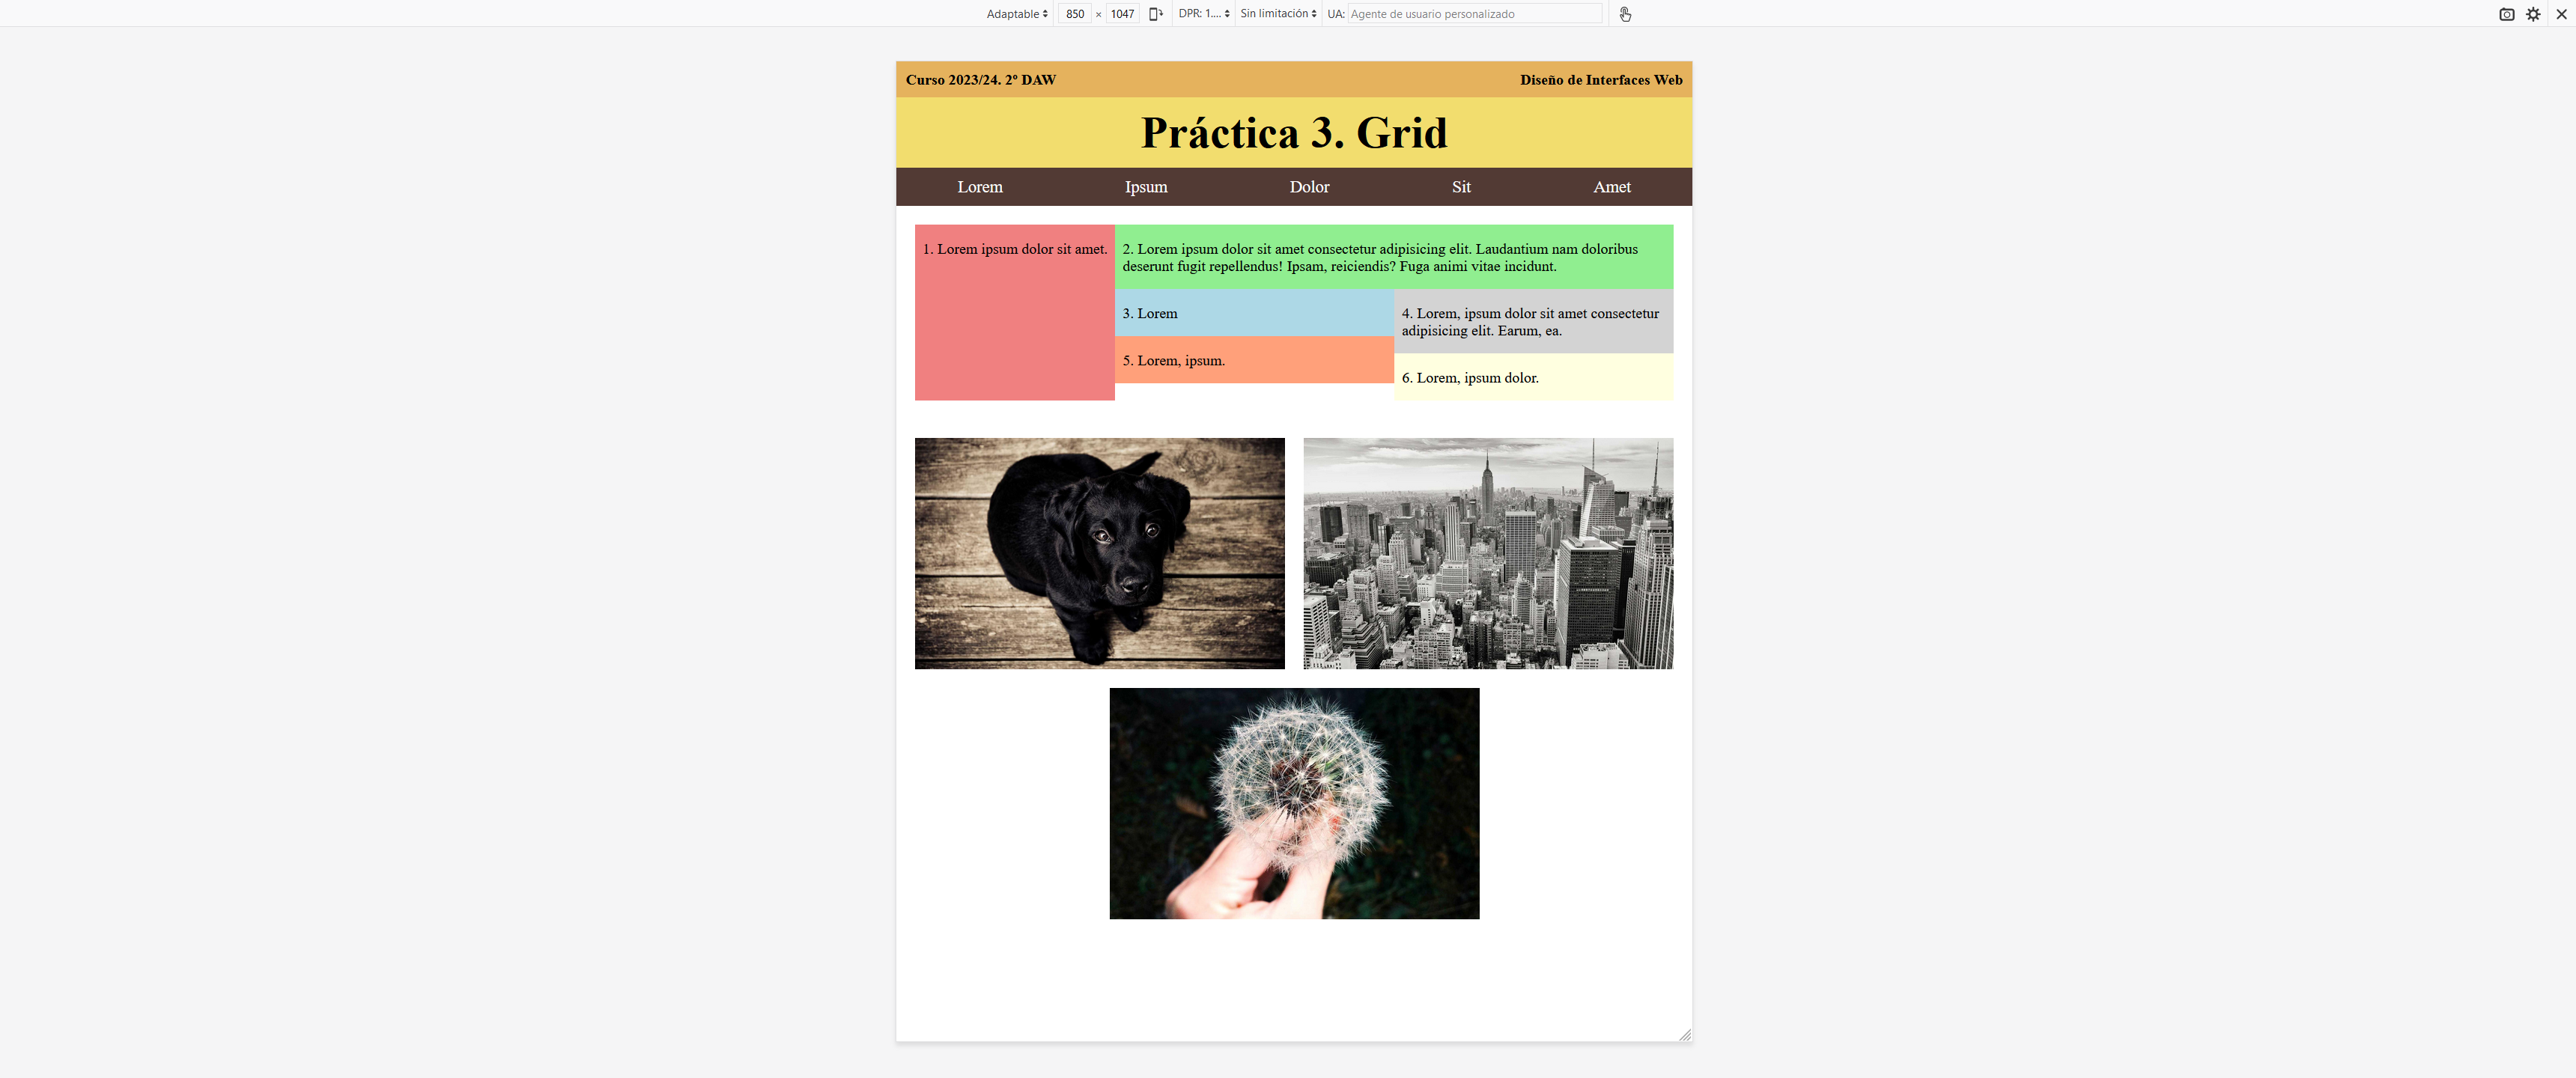 Adaptable 850 × 1047 DPR: 1.... Sin limitación UA: Agente de usuario personalizado
Curso 2023/24. 2º DAW
Diseño de Interfaces Web
Práctica 3. Grid
Lorem Ipsum Dolor Sit Amet
1. Lorem ipsum dolor sit amet.
2. Lorem ipsum dolor sit amet consectetur adipisicing elit. Laudantium nam doloribus
deserunt fugit repellendus! Ipsam, reiciendis? Fuga animi vitae incidunt.
3. Lorem
4. Lorem, ipsum dolor sit amet consectetur
adipisicing elit. Earum, ea.
5. Lorem, ipsum.
6. Lorem, ipsum dolor.